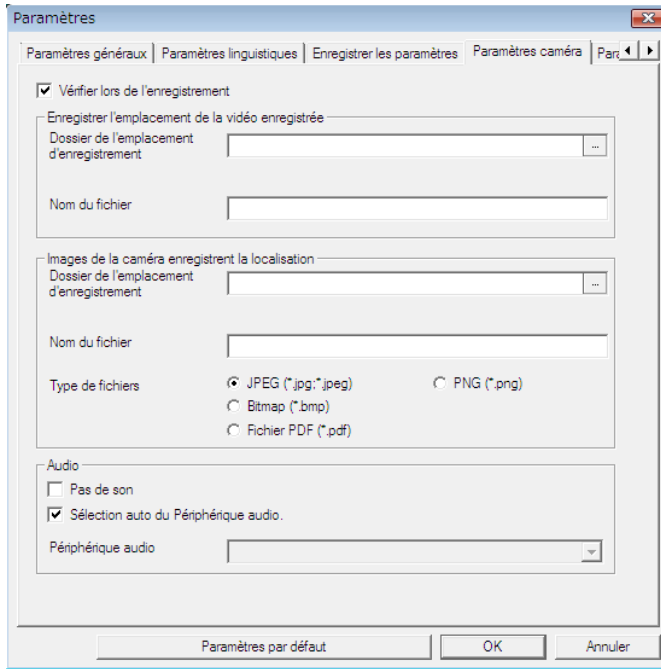 Paramètres
Paramètres généraux
Paramètres linguistiques
Enregistrer les paramètres
Paramètres caméra
Vérifier lors de l'enregistrement
Enregistrer l'emplacement de la vidéo enregistrée
Dossier de l'emplacement
d'enregistrement
...
Nom du fichier
Images de la caméra enregistrent la localisation
Dossier de l'emplacement
d'enregistrement
...
Nom du fichier
Type de fichiers
JPEG (*.jpg;*.jpeg)
PNG (*.png)
Bitmap (*.bmp)
Fichier PDF (*.pdf)
Audio
Pas de son
Sélection auto du Périphérique audio.
Périphérique audio
Paramètres par défaut
OK
Annuler